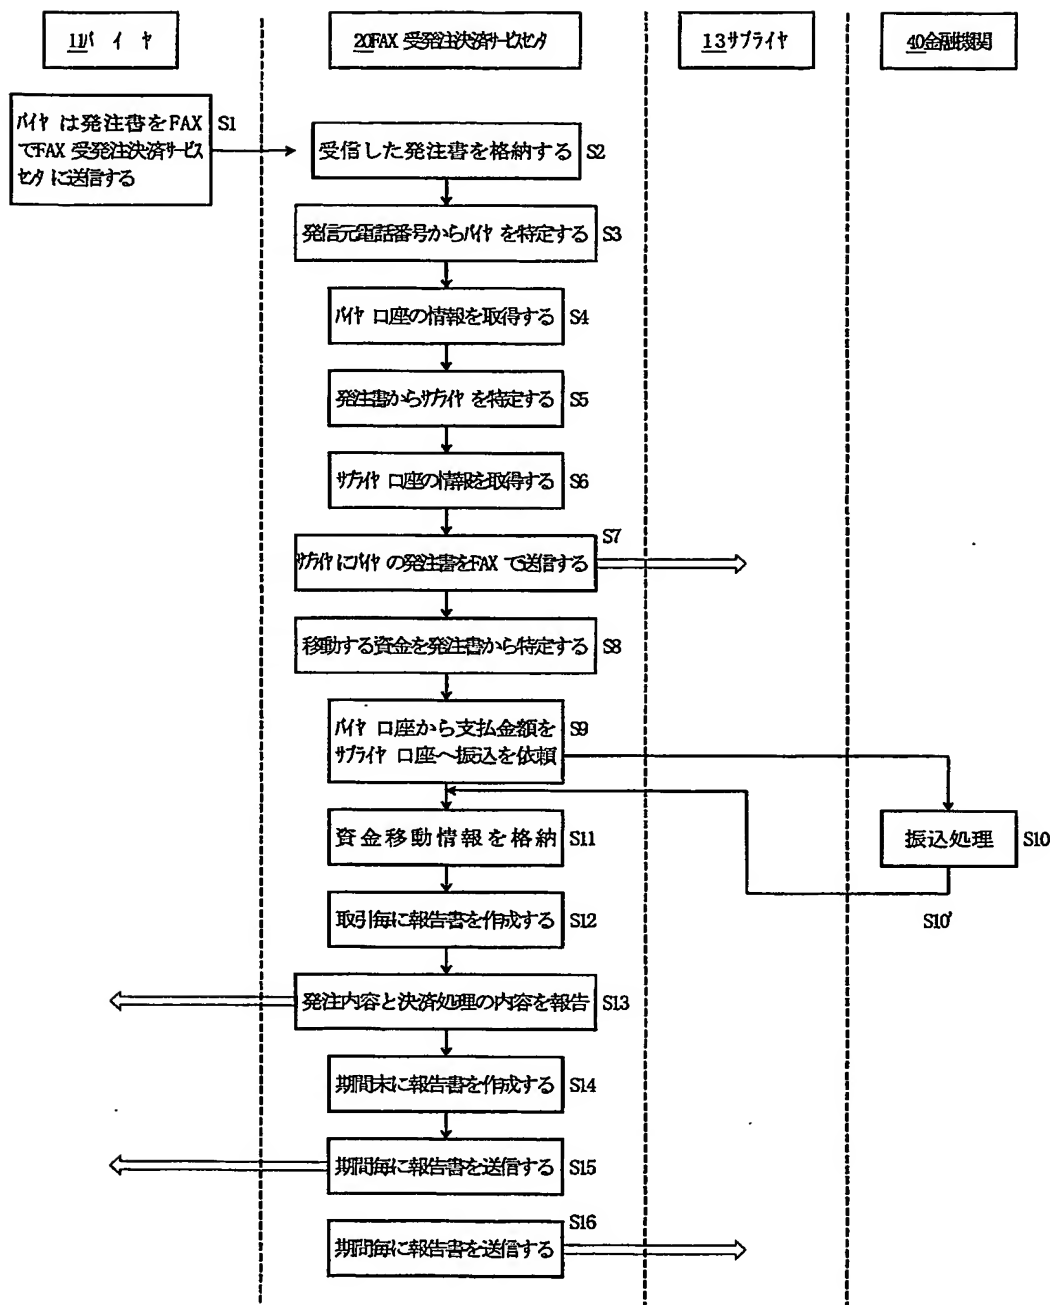 11バイヤ
20FAX 受発注決済サービスセンタ
13サプライヤ
40金融機関
バイヤ は発注書をFAX
でFAX 受発注決済サービス
センタ に送信する
S1
受信した発注書を格納する
S2
発信元電話番号からバイヤ を特定する
S3
バイヤ 口座の情報を取得する
S4
発注書からサプライヤ を特定する
S5
サプライヤ 口座の情報を取得する
S6
サプライヤ にバイヤ の発注書をFAX で送信する
S7
移動する資金を発注書から特定する
S8
バイヤ 口座から支払金額を
サプライヤ 口座へ振込を依頼
S9
振込処理
S10
S10'
資金移動情報を格納
S11
取引毎に報告書を作成する
S12
発注内容と決済処理の内容を報告
S13
期間末に報告書を作成する
S14
期間毎に報告書を送信する
S15
期間毎に報告書を送信する
S16